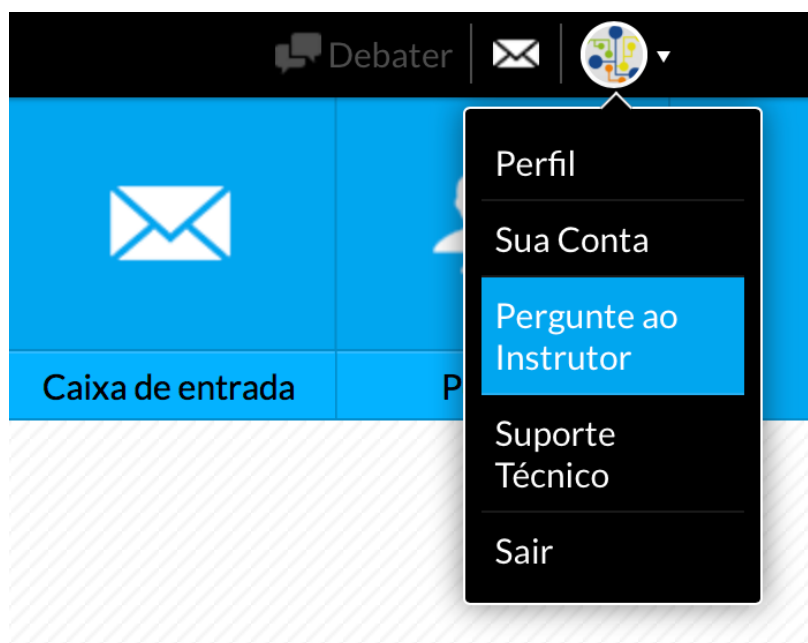 Debater
Perfil
Sua Conta
Pergunte ao
Instrutor
Caixa de entrada
P
Suporte
Técnico
Sair